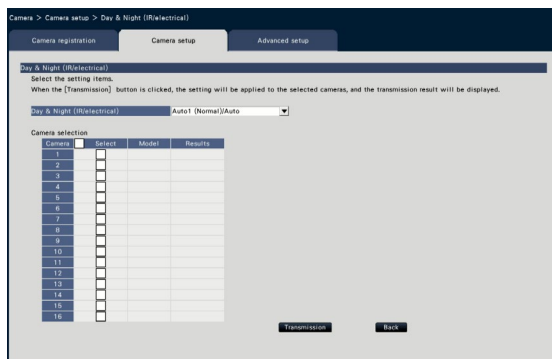 Camera > Camera setup > Day & Night (IR/electrical)
Camera registration Camera setup Advanced setup
Day & Night (IR/electrical)
Select the setting items.
When the [Transmission] button is clicked, the setting will be applied to the selected cameras, and the transmission result will be displayed.
Day & Night (IR/electrical) Auto1 (Normal)/Auto
Camera selection
Camera Select Model Results
1
2
3
4
5
6
7
8
9
10
11
12
13
14
15
16
Transmission Back